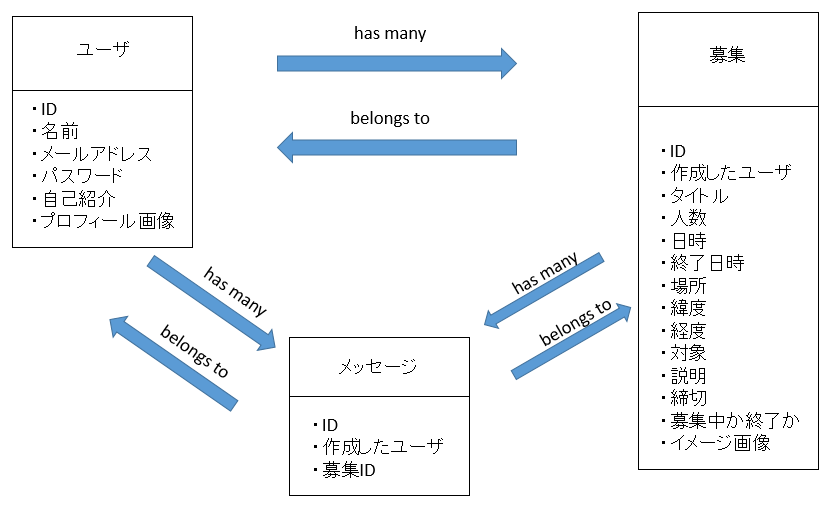 ユーザ
・ID
・名前
・メールアドレス
・パスワード
・自己紹介
・プロフィール画像
has many
belongs to
募集
・ID
・作成したユーザ
・タイトル
・人数
・日時
・終了日時
・場所
・緯度
・経度
・対象
・説明
・締切
・募集中か終了か
・イメージ画像
has many
belongs to
has many
belongs to
メッセージ
・ID
・作成したユーザ
・募集ID